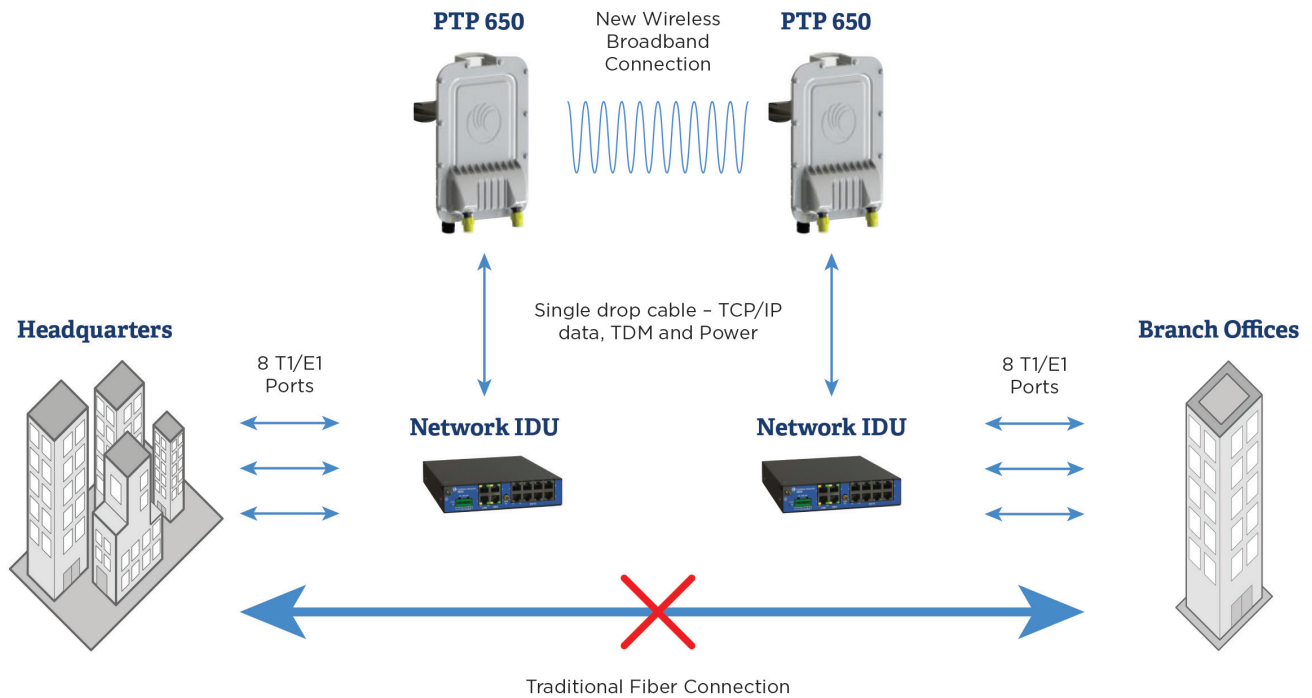 PTP 650
New Wireless
Broadband
Connection
PTP 650
Single drop cable – TCP/IP
data, TDM and Power
Headquarters
8 T1/E1
Ports
Network IDU
Network IDU
8 T1/E1
Ports
Branch Offices
Traditional Fiber Connection